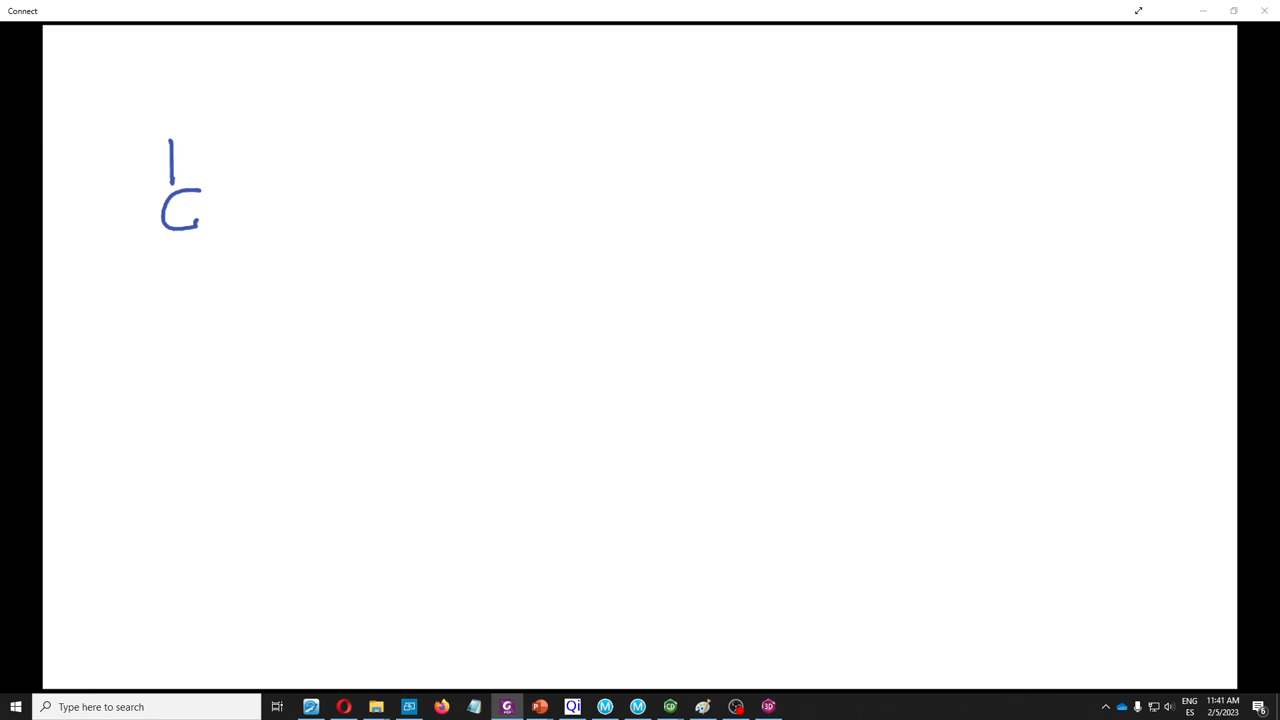 Connect
C
Type here to search
ENG
ES
11:41 AM
2/5/2023